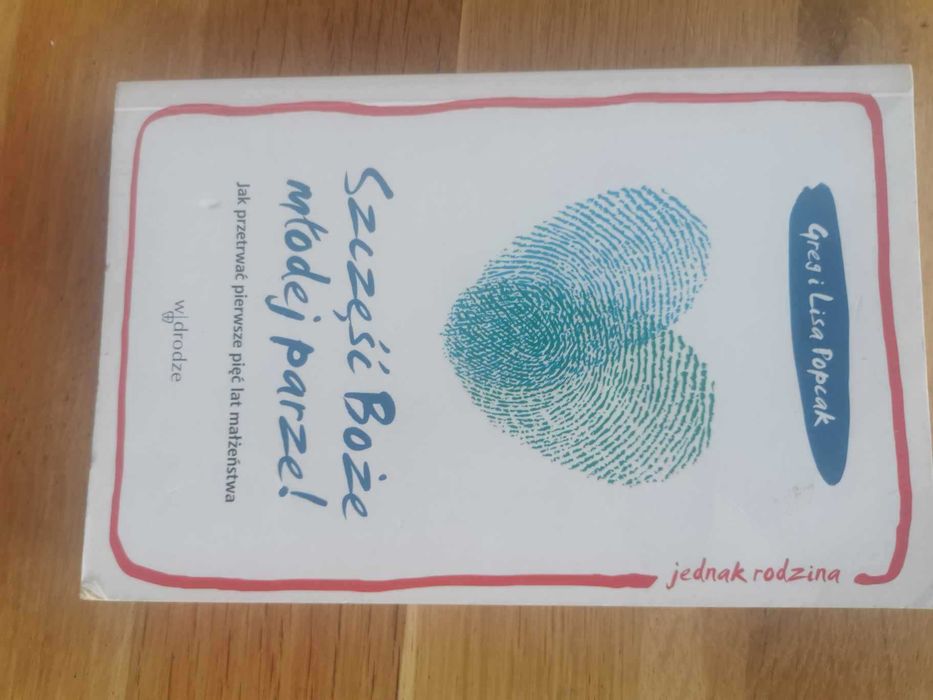 Greg i Lisa Popcak
jednak rodzina
Szczęść Boże
młodej parze!
Jak przetrwać pierwsze pięć lat małżeństwa
w drodze